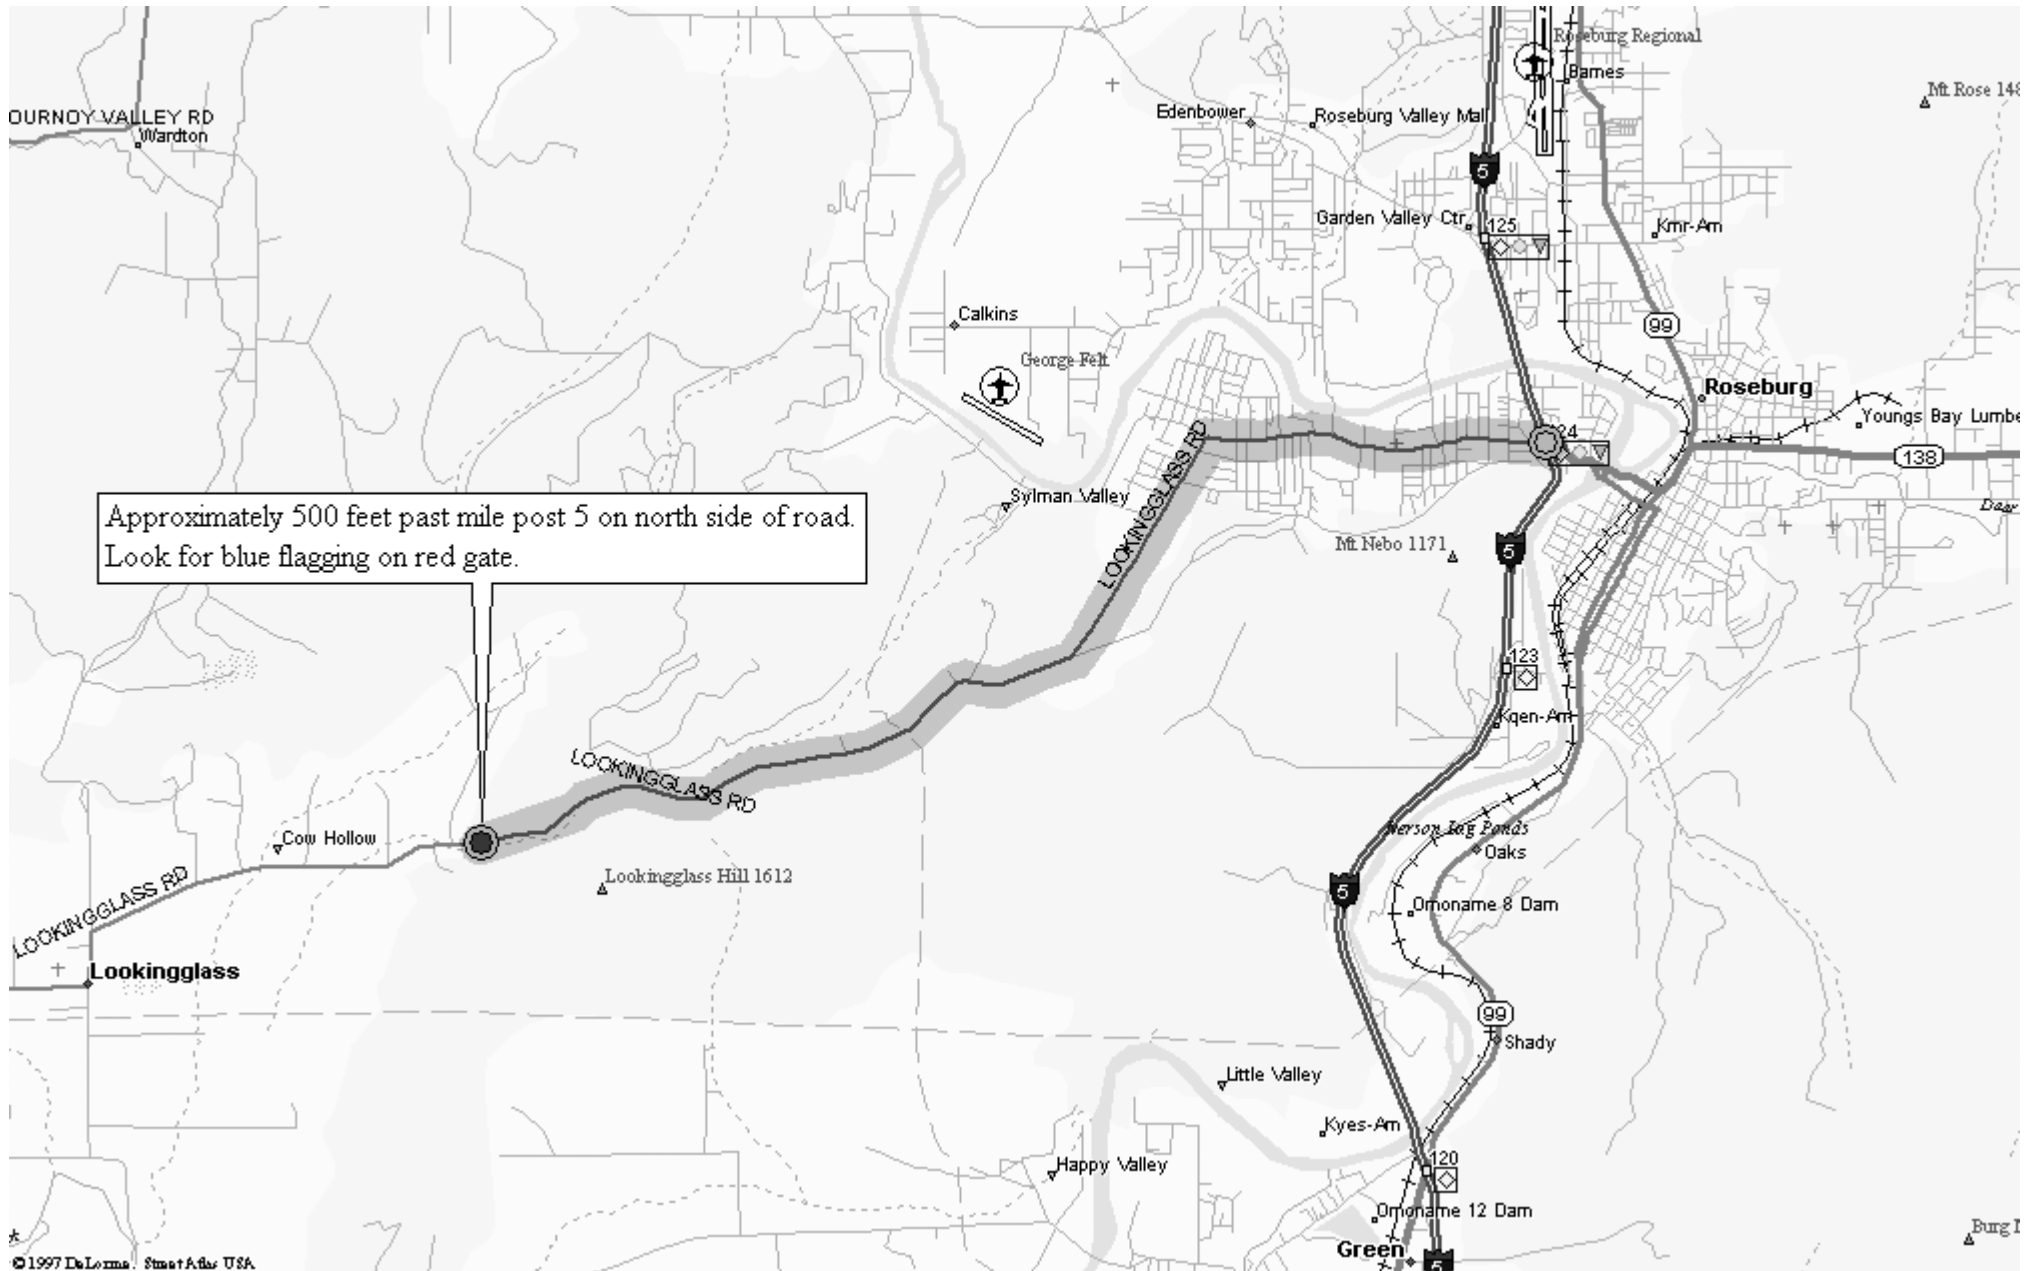 Roseburg Regional
Barnes
Mt Rose 148
OURNOY VALLEY RD
Wardton
Edenbower
Roseburg Valley Mall
5
Garden Valley Ctr
125
Kmr-Am
Calkins
99
George Felt
Roseburg
Youngs Bay Lumbe
LOOKINGGLASS RD
24
138
Sylman Valley
Approximately 500 feet past mile post 5 on north side of road.
Look for blue flagging on red gate.
Mt Nebo 1171
5
123
Kqen-Am
LOOKINGGLASS RD
Cow Hollow
Oaks
Lookingglass Hill 1612
5
Omoname 8 Dam
LOOKINGGLASS RD
Lookingglass
99
Shady
Little Valley
Kyes-Am
Happy Valley
120
Omoname 12 Dam
Burg
Green
5
©1997 DeLorme. Street Atlas USA